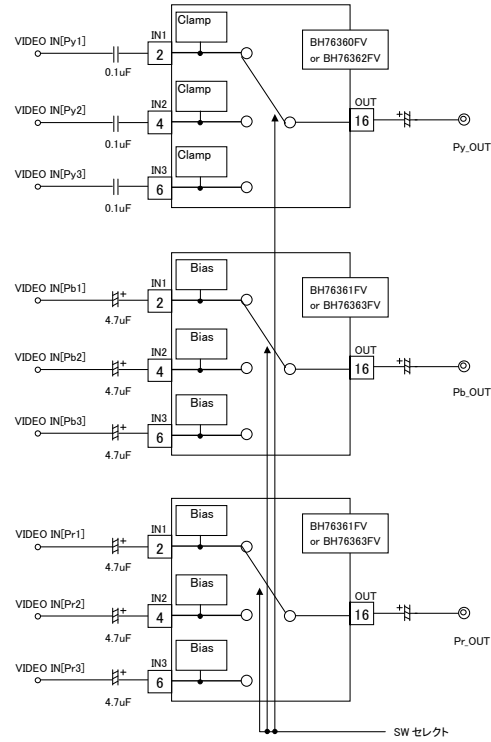 Clamp
VIDEO IN[Py1]
IN1
2
0.1uF
BH76360FV
or BH76362FV
Clamp
VIDEO IN[Py2]
IN2
4
0.1uF
OUT
16
+
Py_OUT
Clamp
VIDEO IN[Py3]
IN3
6
0.1uF
Bias
VIDEO IN[Pb1]
+
IN1
2
4.7uF
BH76361FV
or BH76363FV
Bias
VIDEO IN[Pb2]
+
IN2
4
4.7uF
OUT
16
+
Pb_OUT
Bias
VIDEO IN[Pb3]
+
IN3
6
4.7uF
Bias
VIDEO IN[Pr1]
+
IN1
2
4.7uF
BH76361FV
or BH76363FV
Bias
VIDEO IN[Pr2]
+
IN2
4
4.7uF
OUT
16
+
Pr_OUT
Bias
VIDEO IN[Pr3]
+
IN3
6
4.7uF
SW セレクト